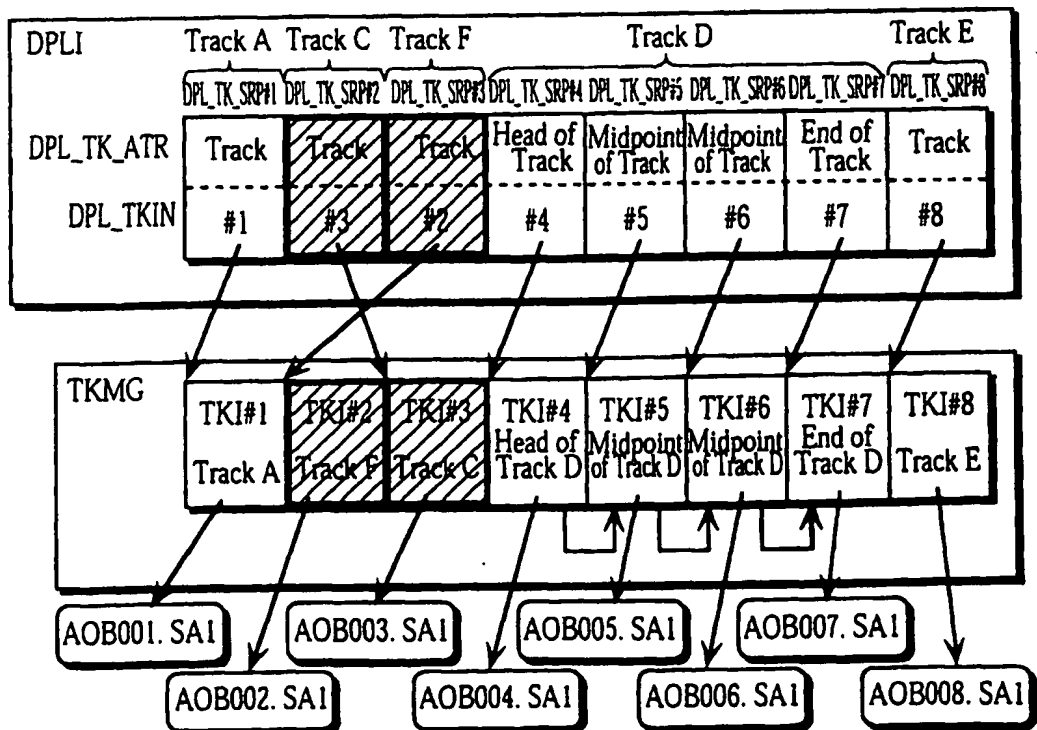 DPLI
Track A Track C Track F Track D Track E
DPL_TK_SRP#1 DPL_TK_SRP#2 DPL_TK_SRP#3 DPL_TK_SRP#4 DPL_TK_SRP#5 DPL_TK_SRP#6 DPL_TK_SRP#7 DPL_TK_SRP#8
DPL_TK_ATR
Track Track Track Head of Track Midpoint of Track Midpoint of Track End of Track Track
DPL_TKIN #1 #3 #2 #4 #5 #6 #7 #8
TKMG
TKI#1 TKI#2 TKI#3 TKI#4 TKI#5 TKI#6 TKI#7 TKI#8
Track A Track F Track C Head of Track D Midpoint of Track D Midpoint of Track D End of Track D Track E
AOB001. SA1 AOB003. SA1 AOB005. SA1 AOB007. SA1
AOB002. SA1 AOB004. SA1 AOB006. SA1 AOB008. SA1